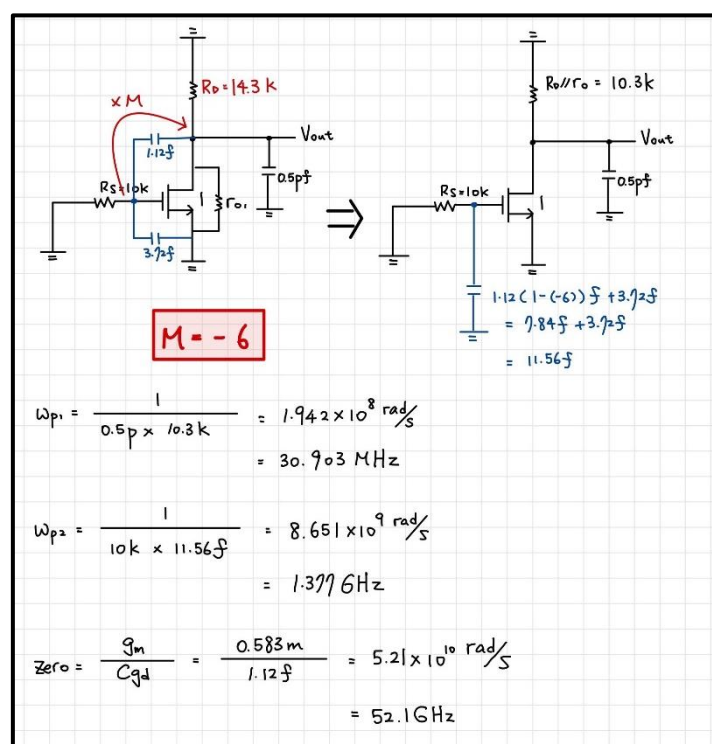 RD = 14.3 k
RD//ro = 10.3k
xM
Vout
Vout
1.12f
0.5pf
0.5pf
Rs=10k
1
ro1
Rs=10k
1
⇒
3.72f
1.12(1-(-6))f + 3.72f
= 7.84f + 3.72f
= 11.56f
M = - 6
ωp1 = 1 / 0.5p × 10.3k = 1.942 × 10^8 rad/s
= 30.903 MHz
ωp2 = 1 / 10k × 11.56f = 8.651 × 10^9 rad/s
= 1.377 GHz
Zero = gm / Cgd = 0.583m / 1.12f = 5.21 × 10^10 rad/s
= 52.1GHz